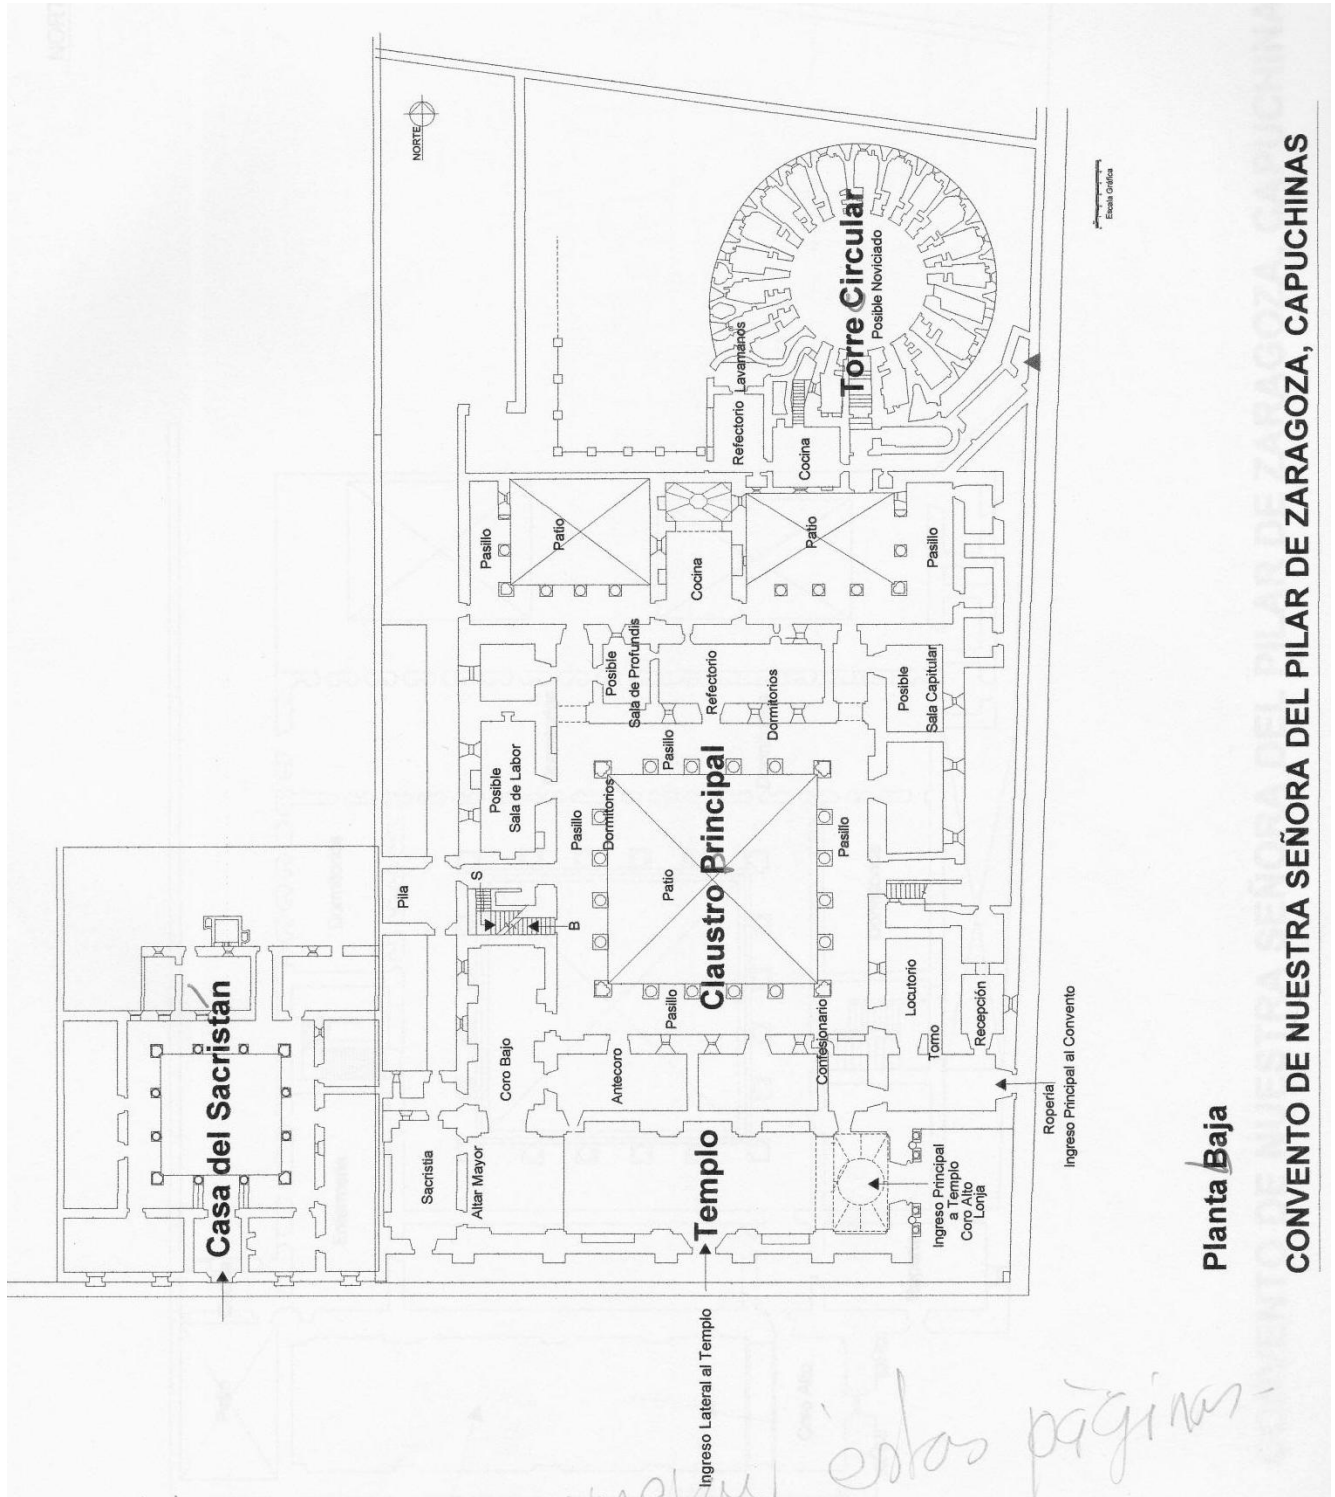 NORTE
Escala Gráfica
Casa del Sacristán
Torre Circular
Posible Noviciado
Lavamanos
Refectorio
Cocina
Pasillo
Patio
Cocina
Patio
Pasillo
Posible
Sala de Profundis
Refectorio
Dormitorios
Posible
Sala Capitular
Posible
Sala de Labor
Pasillo
Dormitorios
Pasillo
Claustro Principal
Patio
Pasillo
Pasillo
Pila
S
B
Coro Bajo
Antecoro
Confesionario
Locutorio
Torno
Recepción
Sacristia
Altar Mayor
Templo
Ingreso Principal
a Templo
Coro Alto
Lonja
Ropería
Ingreso Principal al Convento
Ingreso Lateral al Templo
Planta Baja
CONVENTO DE NUESTRA SEÑORA DEL PILAR DE ZARAGOZA, CAPUCHINAS
estas páginas.